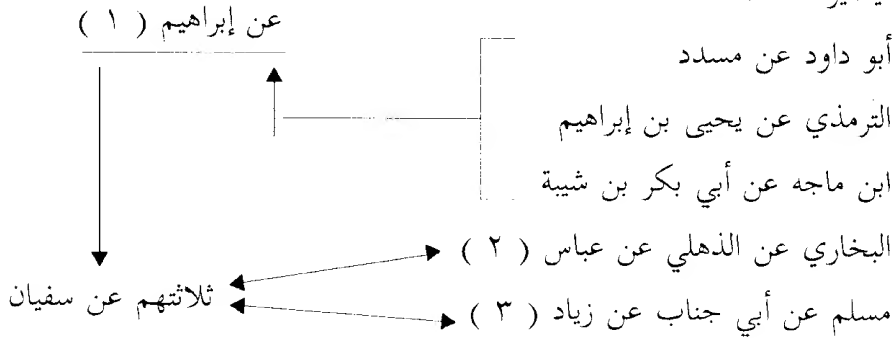 عن إبراهيم ( ١ )
أبو داود عن مسدد
الترمذي عن يحيى بن إبراهيم
ابن ماجه عن أبي بكر بن شيبة
البخاري عن الذهلي عن عباس ( ٢ )
مسلم عن أبي جناب عن زياد ( ٣ )
ثلاثتهم عن سفيان